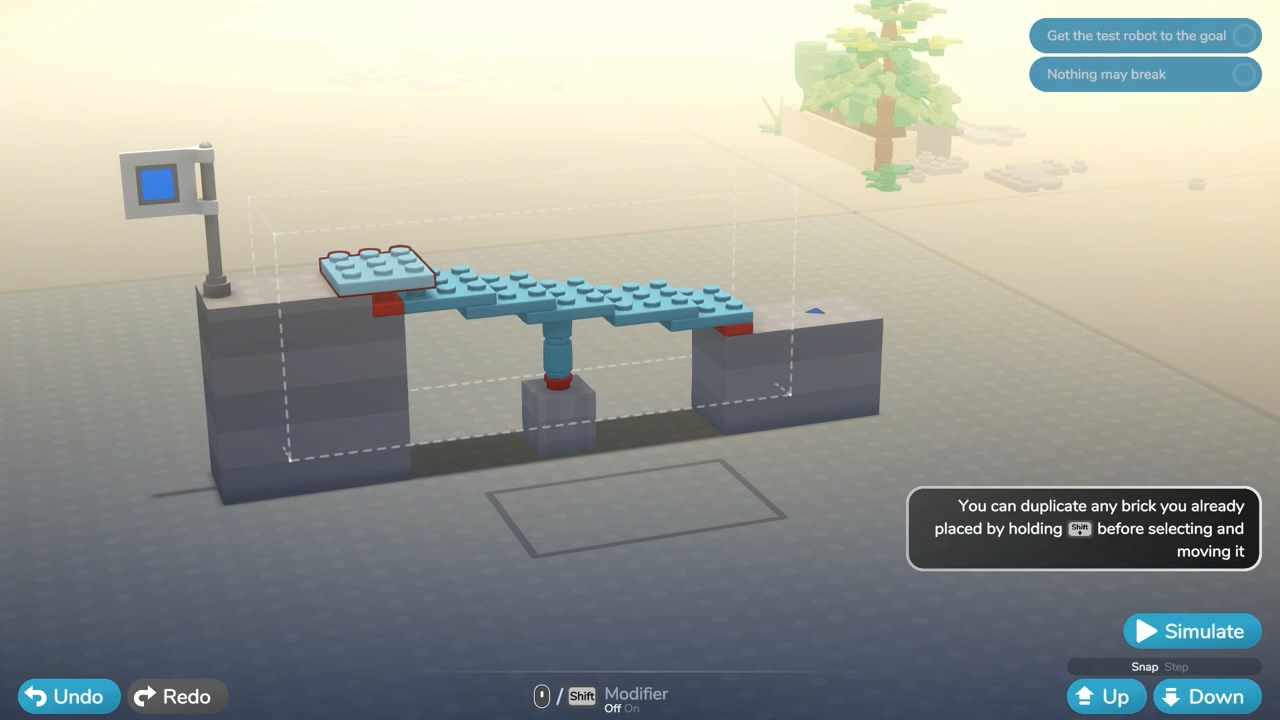 Get the test robot to the goal
Nothing may break
You can duplicate any brick you already
placed by holding Shift before selecting and
moving it
Simulate
Snap Step
Undo
Redo
/ Shift Modifier
Off On
Up
Down